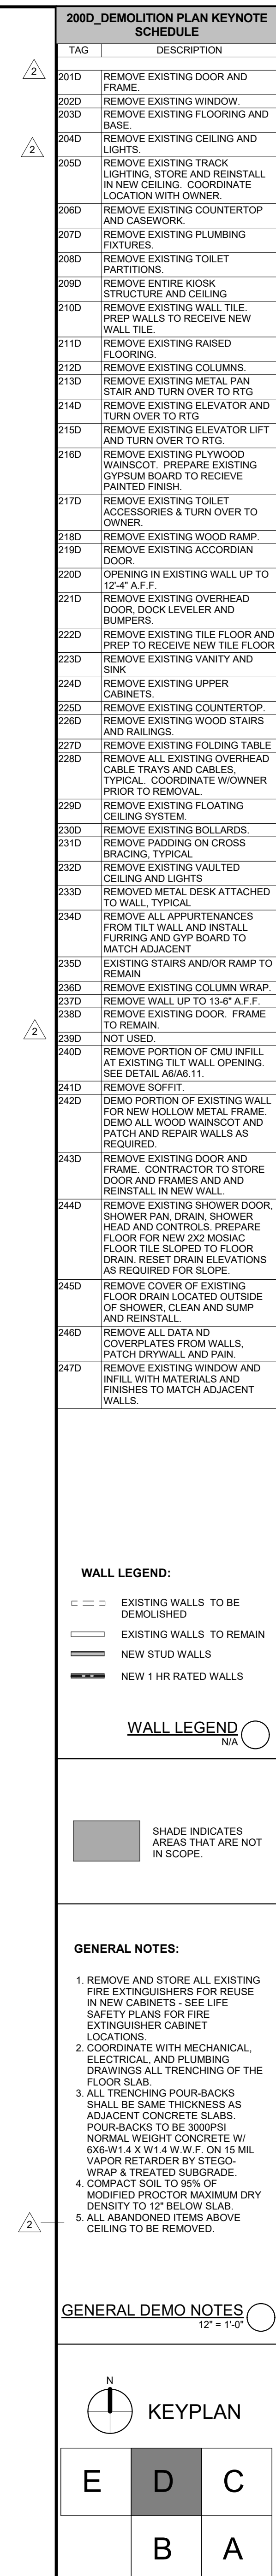 200D_DEMOLITION PLAN KEYNOTE
SCHEDULE
TAG DESCRIPTION
2
201D REMOVE EXISTING DOOR AND
FRAME.
202D REMOVE EXISTING WINDOW.
203D REMOVE EXISTING FLOORING AND
BASE.
2
204D REMOVE EXISTING CEILING AND
LIGHTS.
205D REMOVE EXISTING TRACK
LIGHTING, STORE AND REINSTALL
IN NEW CEILING. COORDINATE
LOCATION WITH OWNER.
206D REMOVE EXISTING COUNTERTOP
AND CASEWORK.
207D REMOVE EXISTING PLUMBING
FIXTURES.
208D REMOVE EXISTING TOILET
PARTITIONS.
209D REMOVE ENTIRE KIOSK
STRUCTURE AND CEILING
210D REMOVE EXISTING WALL TILE.
PREP WALLS TO RECEIVE NEW
WALL TILE.
211D REMOVE EXISTING RAISED
FLOORING.
212D REMOVE EXISTING COLUMNS.
213D REMOVE EXISTING METAL PAN
STAIR AND TURN OVER TO RTG
214D REMOVE EXISTING ELEVATOR AND
TURN OVER TO RTG
215D REMOVE EXISTING ELEVATOR LIFT
AND TURN OVER TO RTG.
216D REMOVE EXISTING PLYWOOD
WAINSCOT. PREPARE EXISTING
GYPSUM BOARD TO RECIEVE
PAINTED FINISH.
217D REMOVE EXISTING TOILET
ACCESSORIES & TURN OVER TO
OWNER.
218D REMOVE EXISTING WOOD RAMP.
219D REMOVE EXISTING ACCORDIAN
DOOR.
220D OPENING IN EXISTING WALL UP TO
12'-4" A.F.F.
221D REMOVE EXISTING OVERHEAD
DOOR, DOCK LEVELER AND
BUMPERS.
222D REMOVE EXISTING TILE FLOOR AND
PREP TO RECEIVE NEW TILE FLOOR
223D REMOVE EXISTING VANITY AND
SINK
224D REMOVE EXISTING UPPER
CABINETS.
225D REMOVE EXISTING COUNTERTOP.
226D REMOVE EXISTING WOOD STAIRS
AND RAILINGS.
227D REMOVE EXISTING FOLDING TABLE
228D REMOVE ALL EXISTING OVERHEAD
CABLE TRAYS AND CABLES,
TYPICAL. COORDINATE W/OWNER
PRIOR TO REMOVAL.
229D REMOVE EXISTING FLOATING
CEILING SYSTEM.
230D REMOVE EXISTING BOLLARDS.
231D REMOVE PADDING ON CROSS
BRACING, TYPICAL
232D REMOVE EXISTING VAULTED
CEILING AND LIGHTS
233D REMOVED METAL DESK ATTACHED
TO WALL, TYPICAL
234D REMOVE ALL APPURTENANCES
FROM TILT WALL AND INSTALL
FURRING AND GYP BOARD TO
MATCH ADJACENT
235D EXISTING STAIRS AND/OR RAMP TO
REMAIN
236D REMOVE EXISTING COLUMN WRAP.
237D REMOVE WALL UP TO 13-6" A.F.F.
238D REMOVE EXISTING DOOR. FRAME
TO REMAIN.
2
239D NOT USED.
240D REMOVE PORTION OF CMU INFILL
AT EXISTING TILT WALL OPENING.
SEE DETAIL A6/A6.11.
241D REMOVE SOFFIT.
242D DEMO PORTION OF EXISTING WALL
FOR NEW HOLLOW METAL FRAME.
DEMO ALL WOOD WAINSCOT AND
PATCH AND REPAIR WALLS AS
REQUIRED.
243D REMOVE EXISTING DOOR AND
FRAME. CONTRACTOR TO STORE
DOOR AND FRAMES AND AND
REINSTALL IN NEW WALL.
244D REMOVE EXISTING SHOWER DOOR,
SHOWER PAN, DRAIN, SHOWER
HEAD AND CONTROLS. PREPARE
FLOOR FOR NEW 2X2 MOSIAC
FLOOR TILE SLOPED TO FLOOR
DRAIN. RESET DRAIN ELEVATIONS
AS REQUIRED FOR SLOPE.
245D REMOVE COVER OF EXISTING
FLOOR DRAIN LOCATED OUTSIDE
OF SHOWER, CLEAN AND SUMP
AND REINSTALL.
246D REMOVE ALL DATA ND
COVERPLATES FROM WALLS,
PATCH DRYWALL AND PAIN.
247D REMOVE EXISTING WINDOW AND
INFILL WITH MATERIALS AND
FINISHES TO MATCH ADJACENT
WALLS.
WALL LEGEND:
EXISTING WALLS TO BE
DEMOLISHED
EXISTING WALLS TO REMAIN
NEW STUD WALLS
NEW 1 HR RATED WALLS
WALL LEGEND
N/A
SHADE INDICATES
AREAS THAT ARE NOT
IN SCOPE.
GENERAL NOTES:
1. REMOVE AND STORE ALL EXISTING
FIRE EXTINGUISHERS FOR REUSE
IN NEW CABINETS - SEE LIFE
SAFETY PLANS FOR FIRE
EXTINGUISHER CABINET
LOCATIONS.
2. COORDINATE WITH MECHANICAL,
ELECTRICAL, AND PLUMBING
DRAWINGS ALL TRENCHING OF THE
FLOOR SLAB.
3. ALL TRENCHING POUR-BACKS
SHALL BE SAME THICKNESS AS
ADJACENT CONCRETE SLABS.
POUR-BACKS TO BE 3000PSI
NORMAL WEIGHT CONCRETE W/
6X6-W1.4 X W1.4 W.W.F. ON 15 MIL
VAPOR RETARDER BY STEGO-
WRAP & TREATED SUBGRADE.
4. COMPACT SOIL TO 95% OF
MODIFIED PROCTOR MAXIMUM DRY
DENSITY TO 12" BELOW SLAB.
2
5. ALL ABANDONED ITEMS ABOVE
CEILING TO BE REMOVED.
GENERAL DEMO NOTES
12" = 1'-0"
N
KEYPLAN
E D C
B A